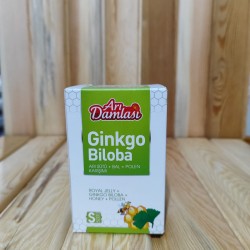 Arı
Damlası
Ginkgo
Biloba
ARI SÜTÜ + BAL + POLEN
KARIŞIMI
ROYAL JELLY +
GINKGO BILOBA +
HONEY + POLLEN
S